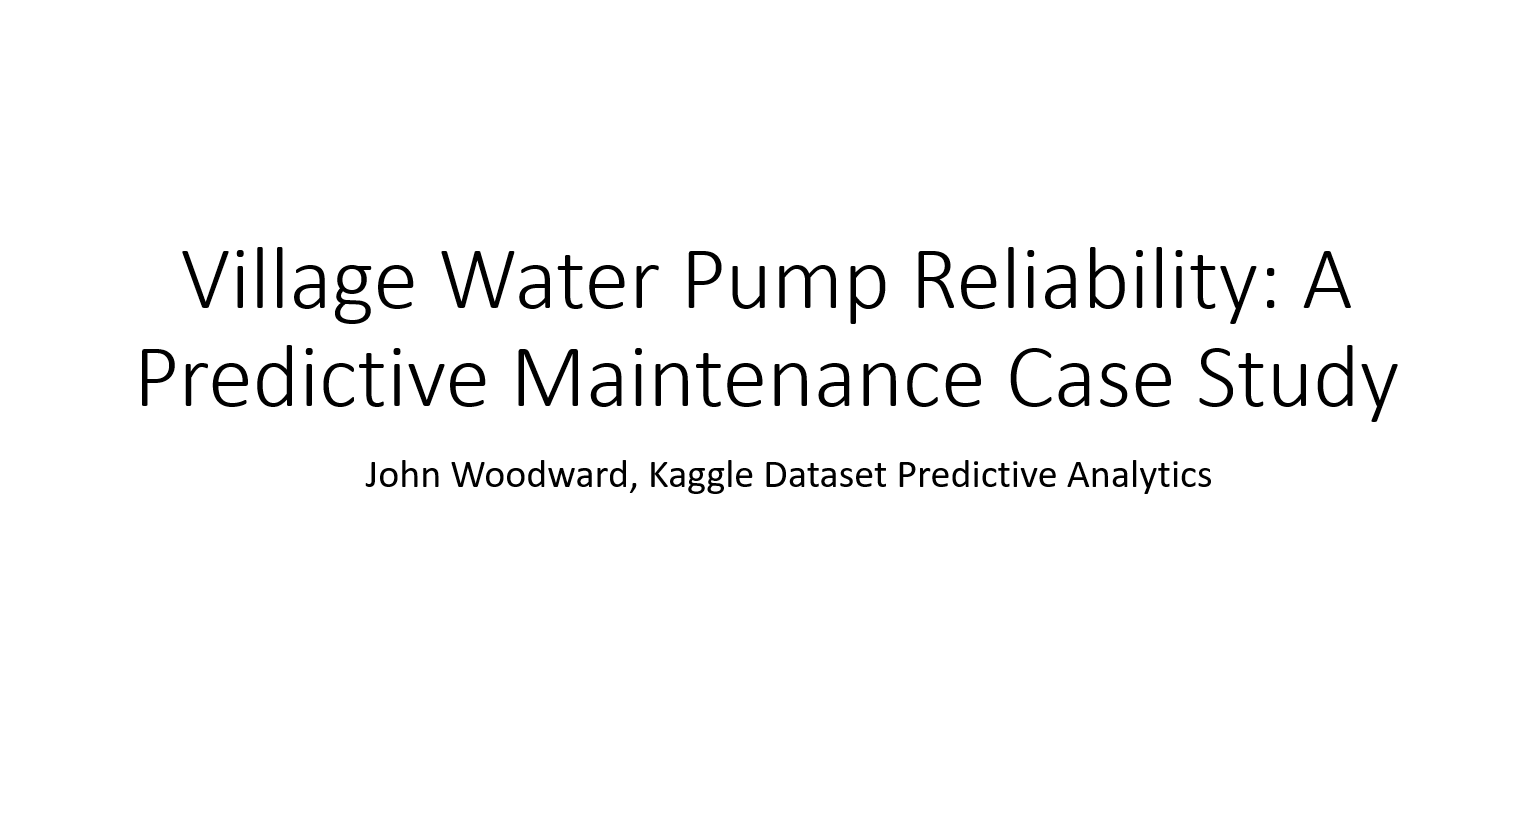 Village Water Pump Reliability: A
Predictive Maintenance Case Study
John Woodward, Kaggle Dataset Predictive Analytics